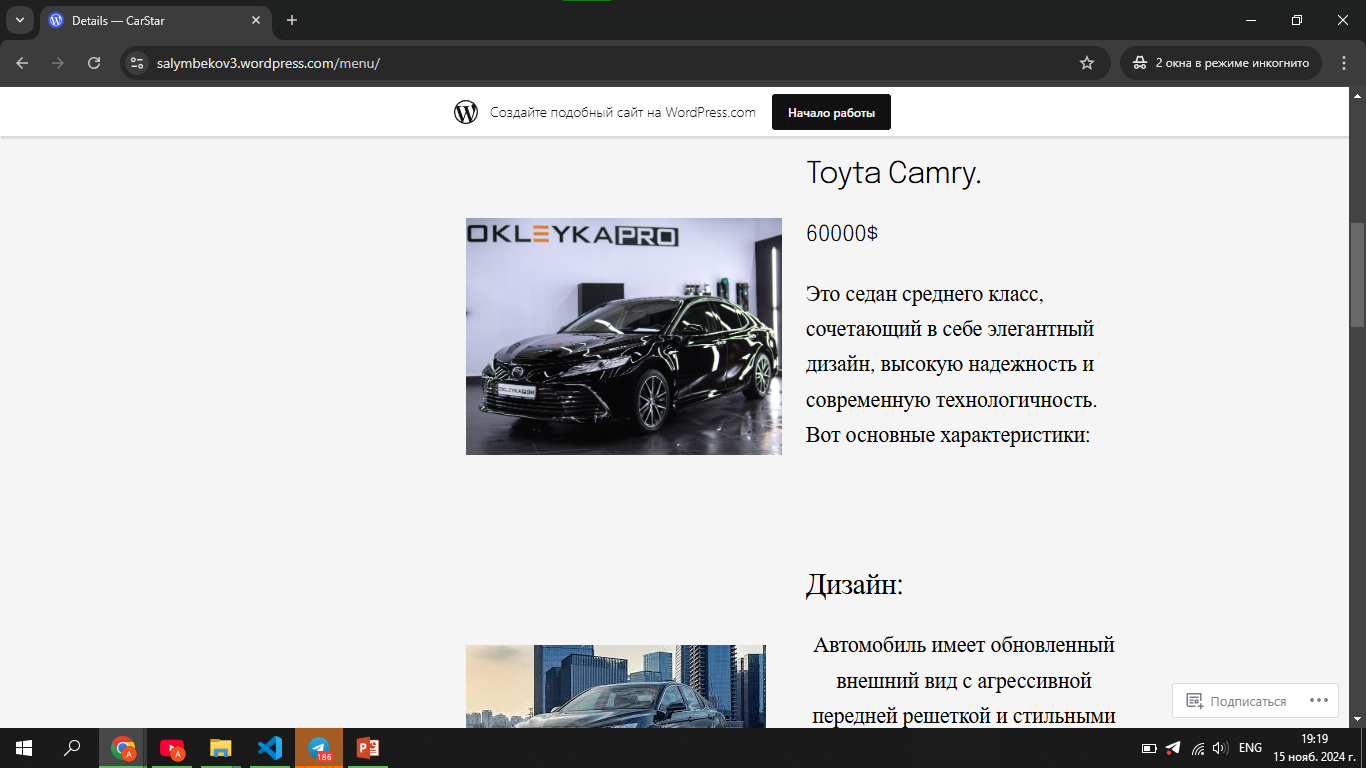 Details — CarStar
salymbekov3.wordpress.com/menu/
2 окна в режиме инкогнито
Создайте подобный сайт на WordPress.com
Начало работы
Toyta Camry.
OKLEYKAPRO
60000$
Это седан среднего класс,
сочетающий в себе элегантный
дизайн, высокую надежность и
современную технологичность.
Вот основные характеристики:
OKLEYKAPRO
Дизайн:
Автомобиль имеет обновленный
внешний вид с агрессивной
передней решеткой и стильными
Подписаться
A
A
186
ENG
19:19
15 нояб. 2024 г.